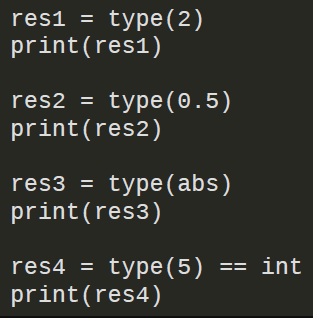 res1 = type(2)
print(res1)
res2 = type(0.5)
print(res2)
res3 = type(abs)
print(res3)
res4 = type(5) == int
print(res4)